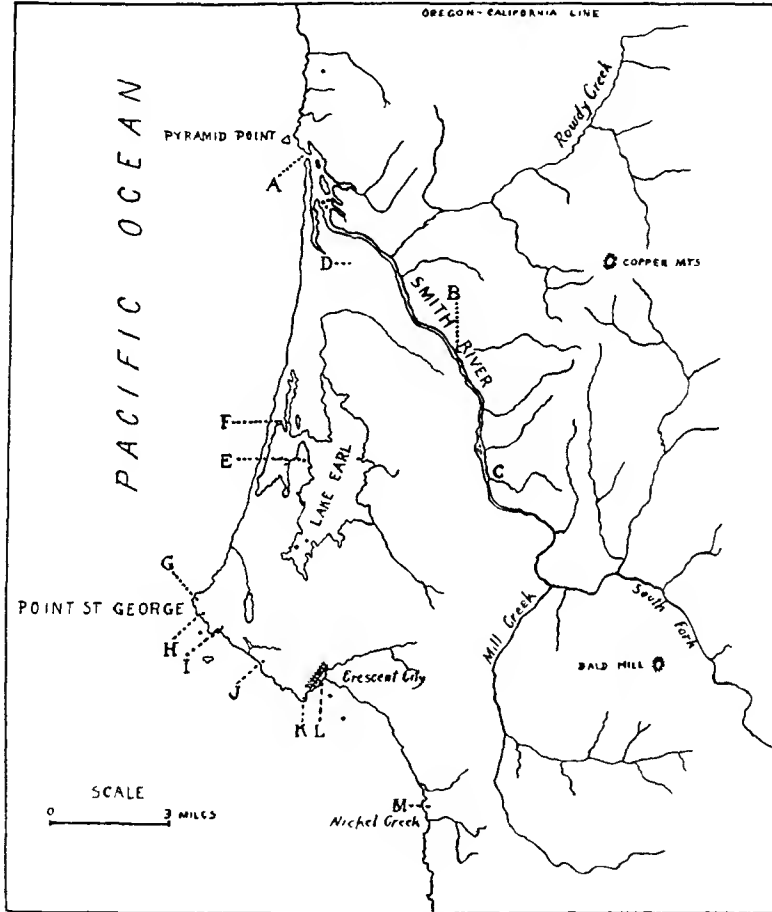 OREGON-CALIFORNIA LINE
Rowdy Creek
PACIFIC OCEAN
PYRAMID POINT
A
COPPER MTS
D
B
SMITH RIVER
F
E
LAKE EARL
C
G
POINT ST GEORGE
H
I
J
K L
Crescent City
Mill Creek
South Fork
BALD HILL
SCALE
0 3 MILES
M
Nickel Creek